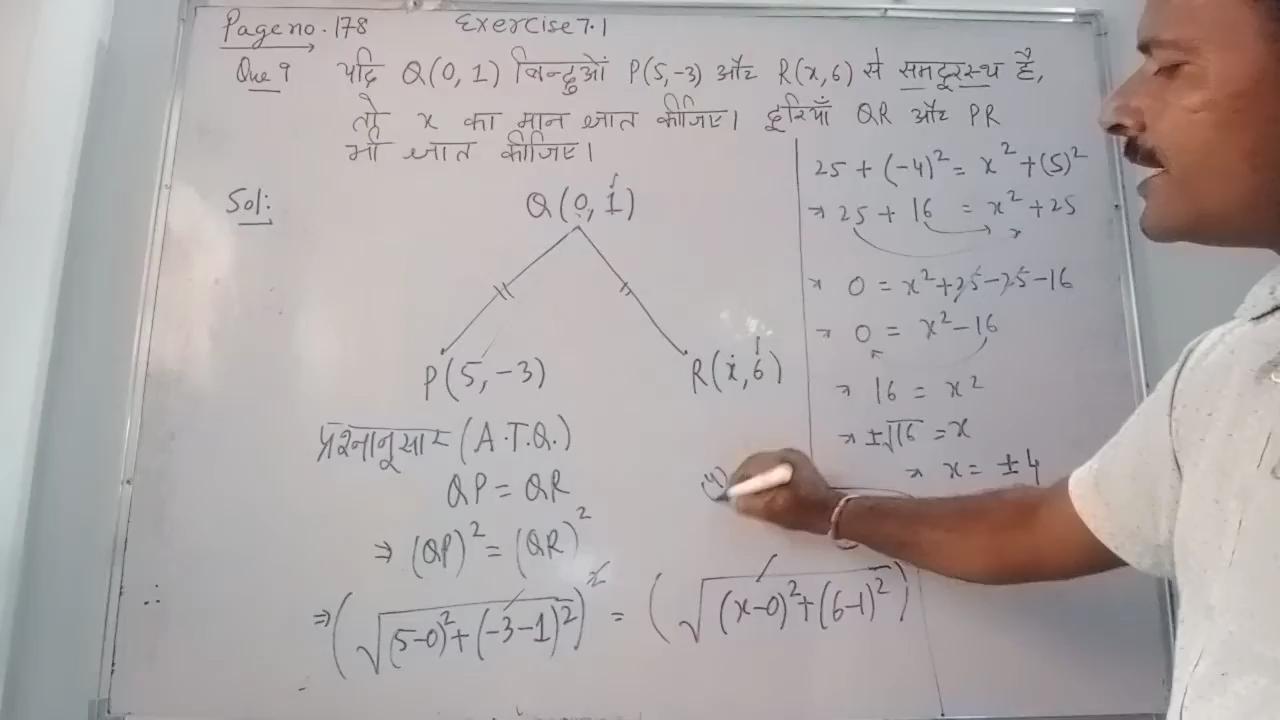 Page no. 178 Exercise 7.1
Que 9 यदि Q(0, 1) बिन्दुओं P(5, -3) और R(x, 6) से समदूरस्थ है,
तो x का मान ज्ञात कीजिए। दूरियाँ QR और PR
भी ज्ञात कीजिए।
Sol:
Q(0, 1)
P(5, -3)
R(x, 6)
प्रश्नानुसार (A.T.Q.)
QP = QR
⇒ (QP)² = (QR)²
⇒ (√(5-0)² + (-3-1)²)² = (√(x-0)² + (6-1)²)
∴
25 + (-4)² = x² + (5)²
⇒ 25 + 16 = x² + 25
⇒ 0 = x² + 25 - 25 - 16
⇒ 0 = x² - 16
⇒ 16 = x²
⇒ ±√16 = x
⇒ x = ±4